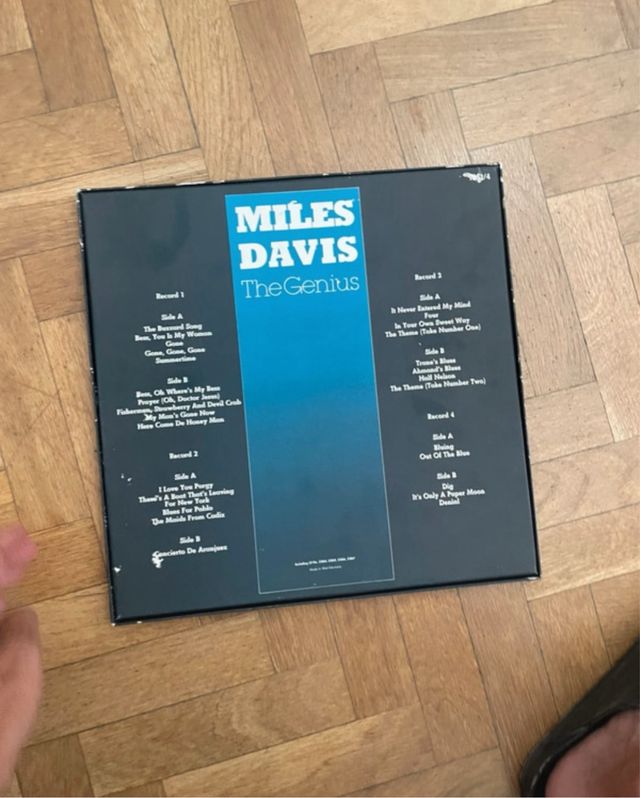 MILES
DAVIS
The Genius
Record 1
Side A
The Buzzard Song
Bess, You Is My Woman
Gone
Gone, Gone, Gone
Summertime
Side B
Bess, Oh Where's My Bess
Prayer (Oh, Doctor Jesus)
Fishermen, Strawberry And Devil Crab
My Man's Gone Now
Here Come De Honey Man
Record 2
Side A
I Love You Porgy
There's A Boat That's Leaving
For New York
Blues For Pablo
The Maids From Cadiz
Side B
Concierto De Aranjuez
Record 3
Side A
It Never Entered My Mind
Four
In Your Own Sweet Way
The Theme (Take Number One)
Side B
Trane's Blues
Ahmad's Blues
Half Nelson
The Theme (Take Number Two)
Record 4
Side A
Bluing
Out Of The Blue
Side B
Dig
It's Only A Paper Moon
Denial
Made in West Germany